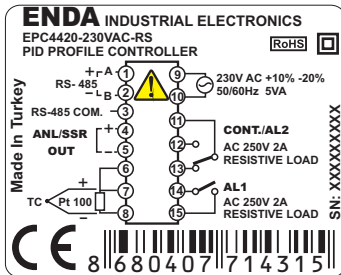 ENDA INDUSTRIAL ELECTRONICS
EPC4420-230VAC-RS
PID PROFILE CONTROLLER
RoHS
Made In Turkey
+ A 1
RS- 485
- B 2
RS-485 COM. 3
ANL/SSR + 4
OUT - 5
6
+
TC Pt 100 7
-
8
9 230V AC +10% -20%
10 50/60Hz 5VA
11 CONT./AL2
12 AC 250V 2A
13 RESISTIVE LOAD
14 AL1
AC 250V 2A
15 RESISTIVE LOAD
SN: XXXXXXXXX
CE
8 680407 714315